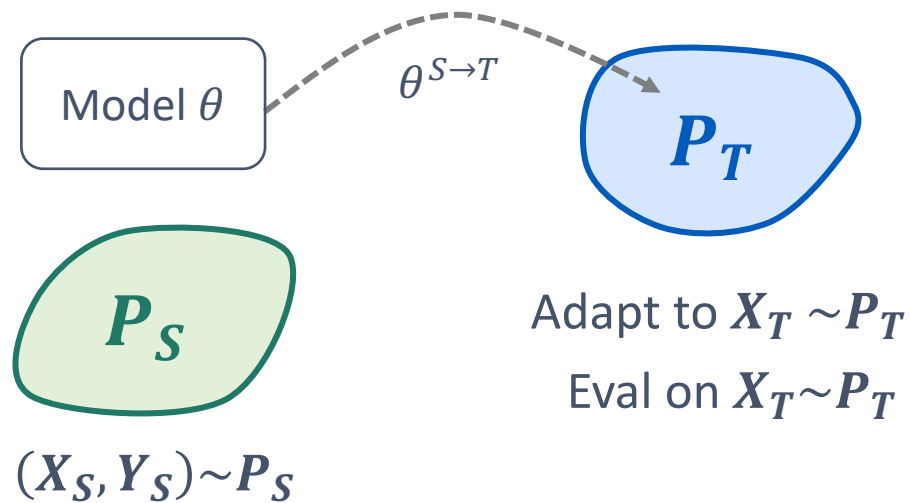 Model θ
θ^{S→T}
P_T
P_S
Adapt to X_T ~P_T
Eval on X_T~P_T
(X_S, Y_S)~P_S